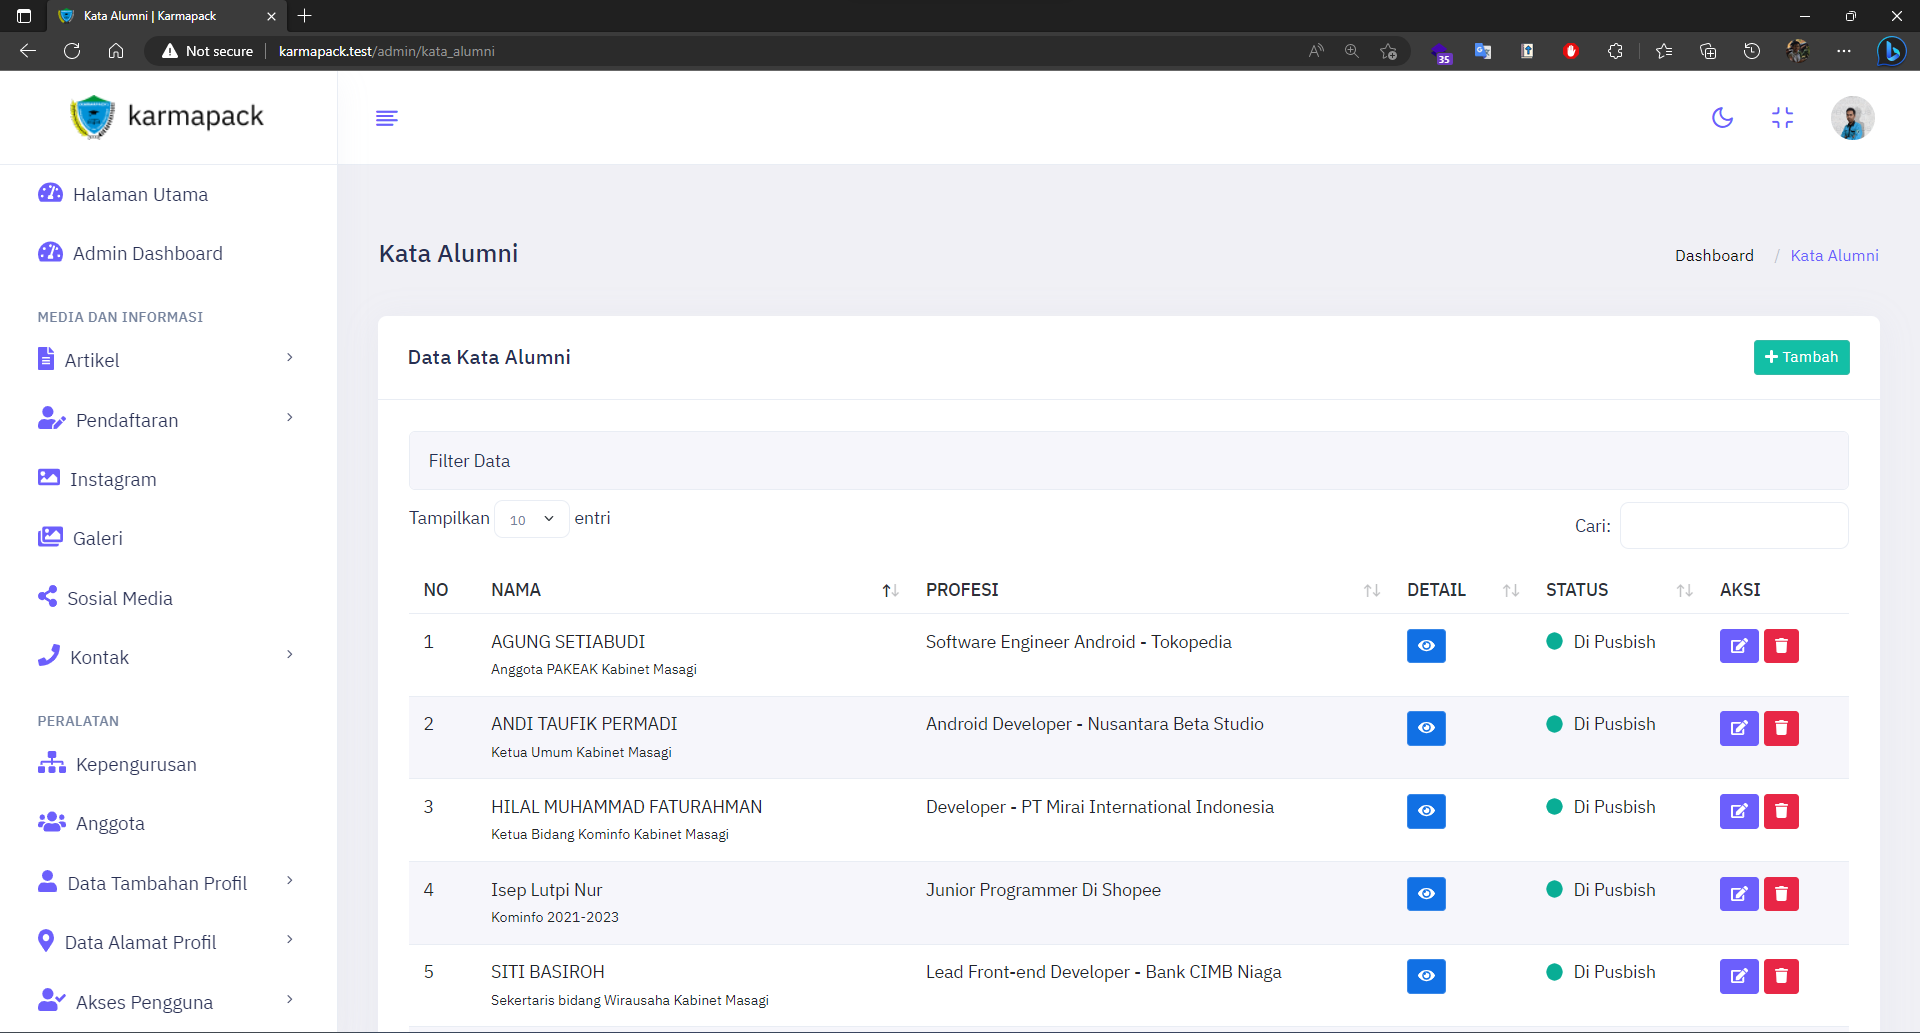 Kata Alumni | Karmapack
Not secure karmapack.test/admin/kata_alumni
35
karmapack
Halaman Utama
Admin Dashboard
MEDIA DAN INFORMASI
Artikel
Pendaftaran
Instagram
Galeri
Sosial Media
Kontak
PERALATAN
Kepengurusan
Anggota
Data Tambahan Profil
Data Alamat Profil
Akses Pengguna
Kata Alumni
Dashboard / Kata Alumni
Data Kata Alumni
+ Tambah
Filter Data
Tampilkan 10 entri
Cari:
NO NAMA PROFESI DETAIL STATUS AKSI
1 AGUNG SETIABUDI Software Engineer Android - Tokopedia Di Pusbish
Anggota PAKEAK Kabinet Masagi
2 ANDI TAUFIK PERMADI Android Developer - Nusantara Beta Studio Di Pusbish
Ketua Umum Kabinet Masagi
3 HILAL MUHAMMAD FATURAHMAN Developer - PT Mirai International Indonesia Di Pusbish
Ketua Bidang Kominfo Kabinet Masagi
4 Isep Lutpi Nur Junior Programmer Di Shopee Di Pusbish
Kominfo 2021-2023
5 SITI BASIROH Lead Front-end Developer - Bank CIMB Niaga Di Pusbish
Sekertaris bidang Wirausaha Kabinet Masagi